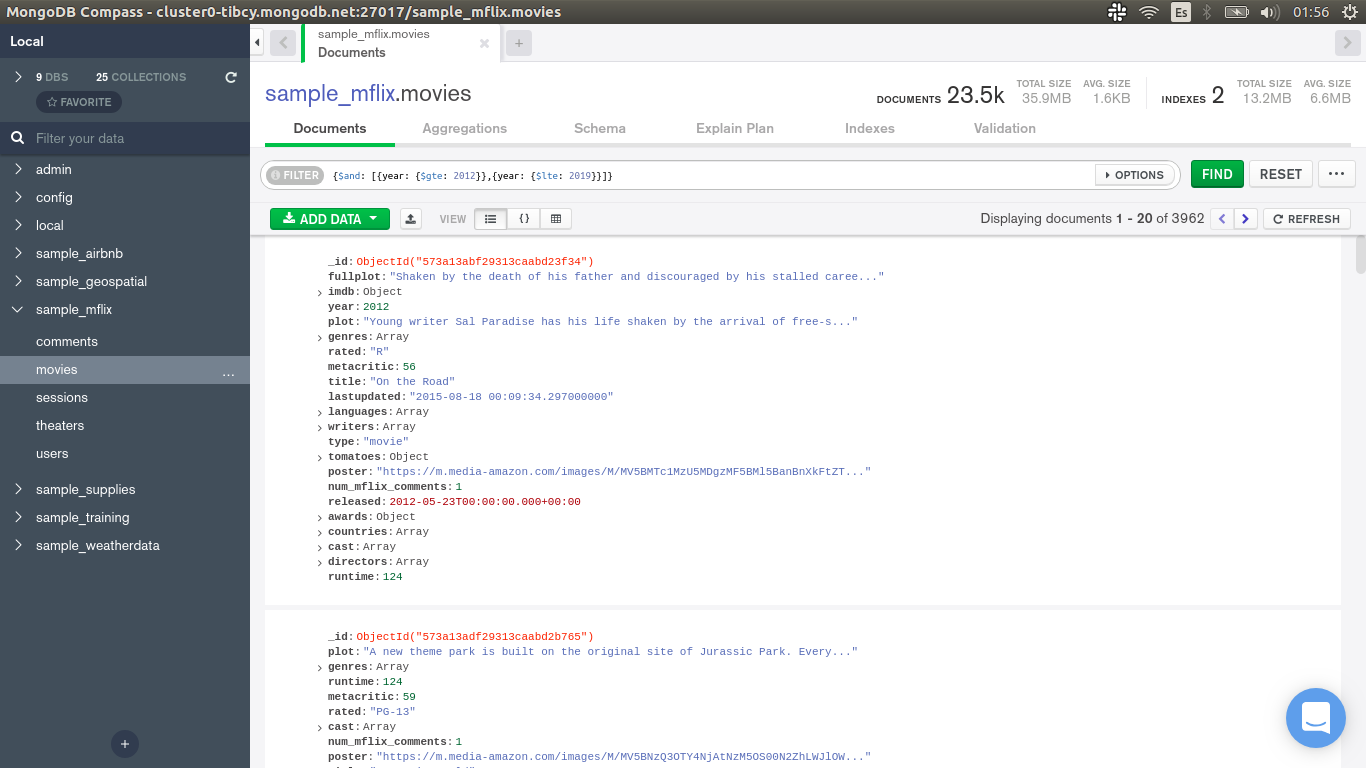 MongoDB Compass - cluster0-tibcy.mongodb.net:27017/sample_mflix.movies
Es
01:56
Local
9 DBS
25 COLLECTIONS
FAVORITE
Filter your data
admin
config
local
sample_airbnb
sample_geospatial
sample_mflix
comments
movies
...
sessions
theaters
users
sample_supplies
sample_training
sample_weatherdata
+
sample_mflix.movies
Documents
+
sample_mflix.movies
DOCUMENTS 23.5k
TOTAL SIZE
35.9MB
AVG. SIZE
1.6KB
INDEXES 2
TOTAL SIZE
13.2MB
AVG. SIZE
6.6MB
Documents
Aggregations
Schema
Explain Plan
Indexes
Validation
FILTER
{$and: [{year: {$gte: 2012}},{year: {$lte: 2019}}]}
OPTIONS
FIND
RESET
...
ADD DATA
VIEW
{}
Displaying documents 1 - 20 of 3962
REFRESH
_id: ObjectId("573a13abf29313caabd23f34")
fullplot: "Shaken by the death of his father and discouraged by his stalled caree..."
imdb: Object
year: 2012
plot: "Young writer Sal Paradise has his life shaken by the arrival of free-s..."
genres: Array
rated: "R"
metacritic: 56
title: "On the Road"
lastupdated: "2015-08-18 00:09:34.297000000"
languages: Array
writers: Array
type: "movie"
tomatoes: Object
poster: "https://m.media-amazon.com/images/M/MV5BMTc1MzU5MDgzMF5BMl5BanBnXkFtZT..."
num_mflix_comments: 1
released: 2012-05-23T00:00:00.000+00:00
awards: Object
countries: Array
cast: Array
directors: Array
runtime: 124
_id: ObjectId("573a13adf29313caabd2b765")
plot: "A new theme park is built on the original site of Jurassic Park. Every..."
genres: Array
runtime: 124
metacritic: 59
rated: "PG-13"
cast: Array
num_mflix_comments: 1
poster: "https://m.media-amazon.com/images/M/MV5BNzQ3OTY4NjAtNzM5OS00N2ZhLWJlOW..."